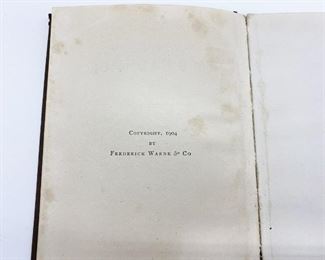 Copyright, 1904
by
Frederick Warne & Co